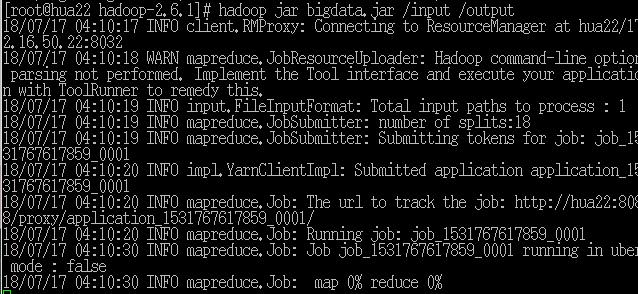 [root@hua22 hadoop-2.6.1]# hadoop jar bigdata.jar /input /output
18/07/17 04:10:17 INFO client.RMProxy: Connecting to ResourceManager at hua22/17
2.16.50.22:8032
18/07/17 04:10:18 WARN mapreduce.JobResourceUploader: Hadoop command-line option
 parsing not performed. Implement the Tool interface and execute your applicatio
n with ToolRunner to remedy this.
18/07/17 04:10:19 INFO input.FileInputFormat: Total input paths to process : 1
18/07/17 04:10:19 INFO mapreduce.JobSubmitter: number of splits:18
18/07/17 04:10:19 INFO mapreduce.JobSubmitter: Submitting tokens for job: job_15
31767617859_0001
18/07/17 04:10:20 INFO impl.YarnClientImpl: Submitted application application_15
31767617859_0001
18/07/17 04:10:20 INFO mapreduce.Job: The url to track the job: http://hua22:808
8/proxy/application_1531767617859_0001/
18/07/17 04:10:20 INFO mapreduce.Job: Running job: job_1531767617859_0001
18/07/17 04:10:30 INFO mapreduce.Job: Job job_1531767617859_0001 running in uber
 mode : false
18/07/17 04:10:30 INFO mapreduce.Job:  map 0% reduce 0%